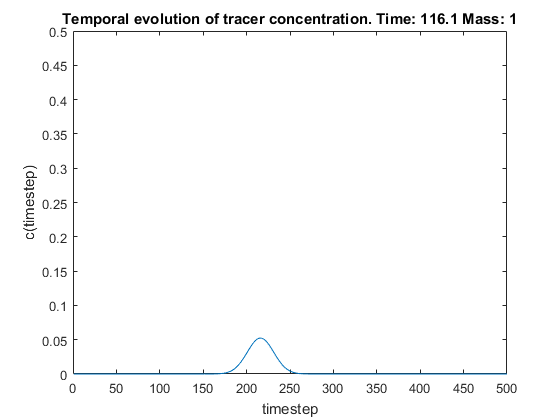 Temporal evolution of tracer concentration. Time: 116.1 Mass: 1
0.5
0.45
0.4
0.35
0.3
0.25
0.2
0.15
0.1
0.05
0
c(timestep)
0 50 100 150 200 250 300 350 400 450 500
timestep